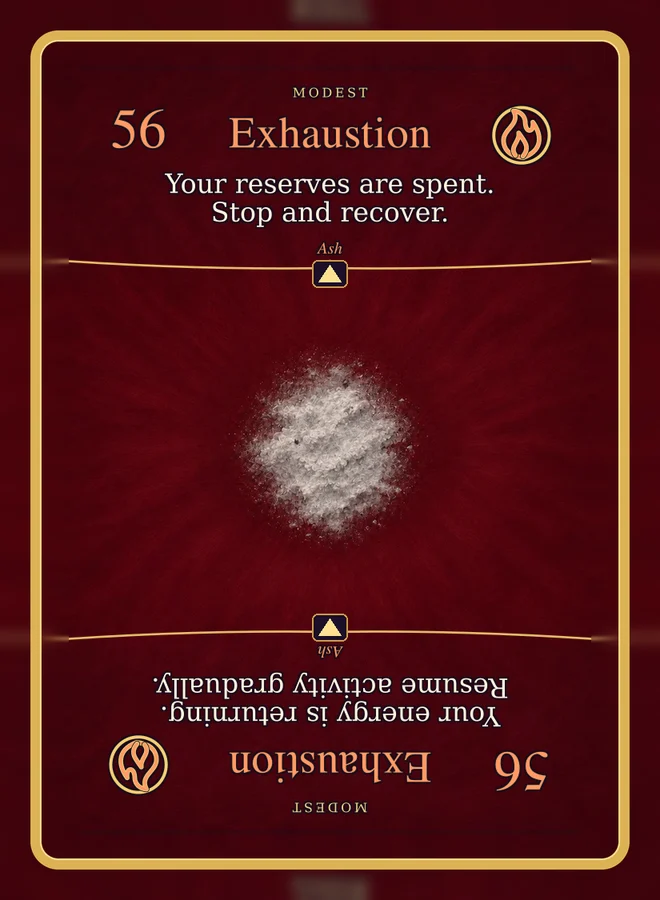 MODEST
56 Exhaustion
Your reserves are spent.
Stop and recover.
Ash
Ash
Resume activity gradually.
Your energy is returning.
Exhaustion 56
MODEST